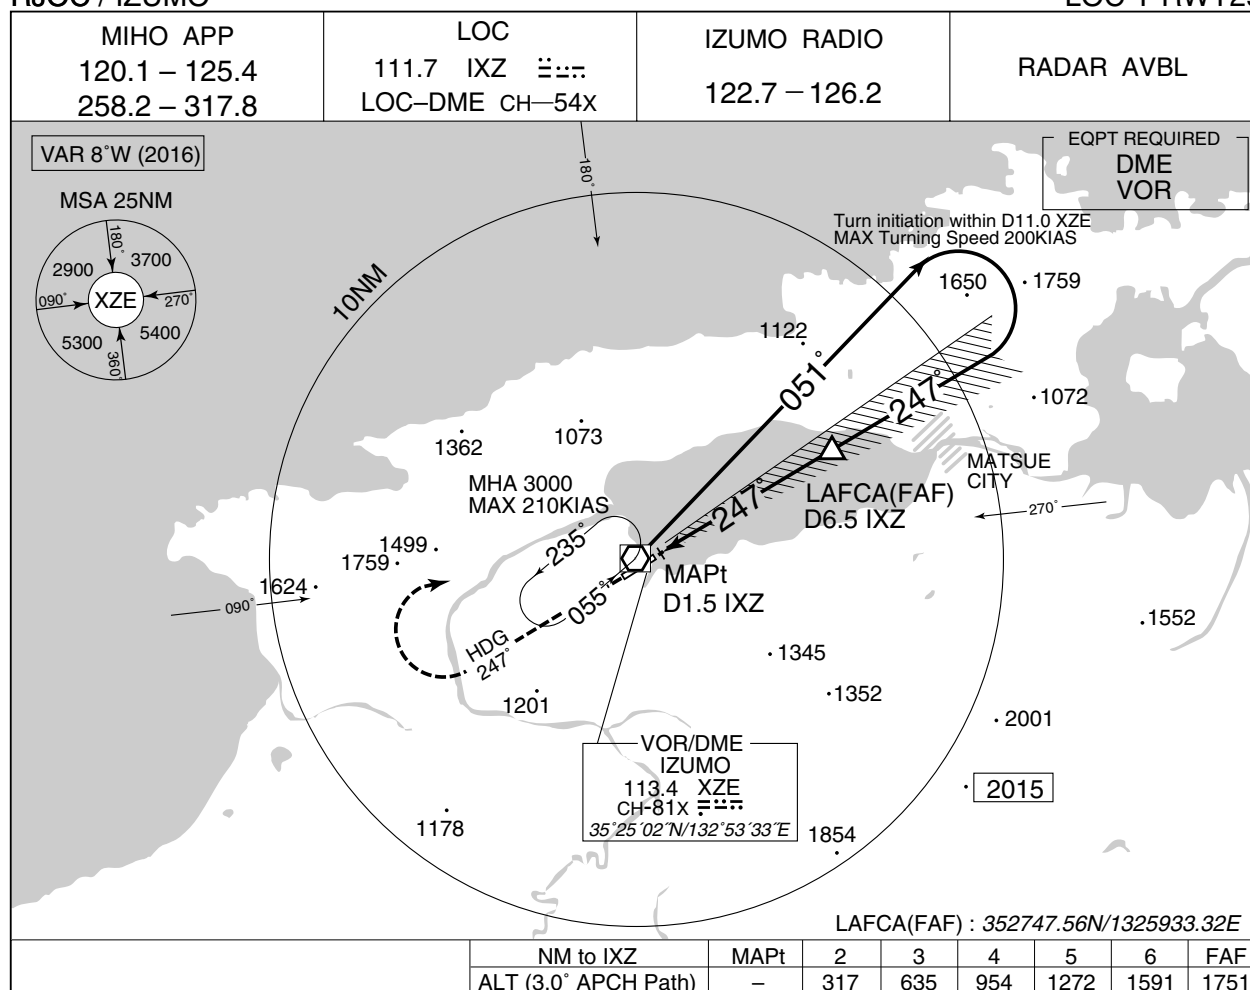 RJOC / IZUMO
LOC Y RWY25
MIHO APP
120.1 – 125.4
258.2 – 317.8
LOC
111.7 IXZ
LOC–DME CH—54X
IZUMO RADIO
122.7 – 126.2
RADAR AVBL
VAR 8°W (2016)
MSA 25NM
180°
2900
3700
090°
XZE
270°
5300
5400
360°
EQPT REQUIRED
DME
VOR
180°
10NM
Turn initiation within D11.0 XZE
MAX Turning Speed 200KIAS
1650
1759
1122
051°
247°
1072
1362
1073
MATSUE
CITY
MHA 3000
MAX 210KIAS
LAFCA(FAF)
D6.5 IXZ
247°
270°
235°
1499
1759
1624
090°
055°
MAPt
D1.5 IXZ
HDG
247°
1552
1345
1352
1201
2001
VOR/DME
IZUMO
113.4 XZE
CH-81X
35°25´02˝N/132°53´33˝E
2015
1178
1854
LAFCA(FAF) : 352747.56N/1325933.32E
NM to IXZ MAPt 2 3 4 5 6 FAF
ALT (3.0° APCH Path) – 317 635 954 1272 1591 1751